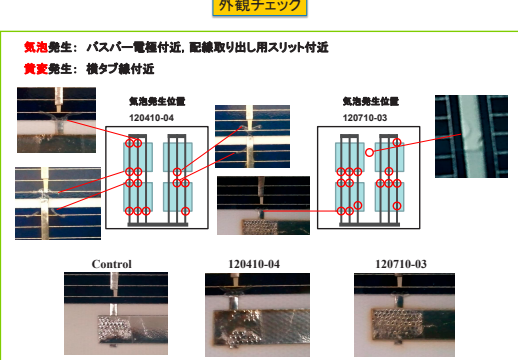 外観チェック
気泡発生： バスバー電極付近，配線取り出し用スリット付近
黄変発生： 横タブ線付近
気泡発生位置
120410-04
気泡発生位置
120710-03
Control
120410-04
120710-03